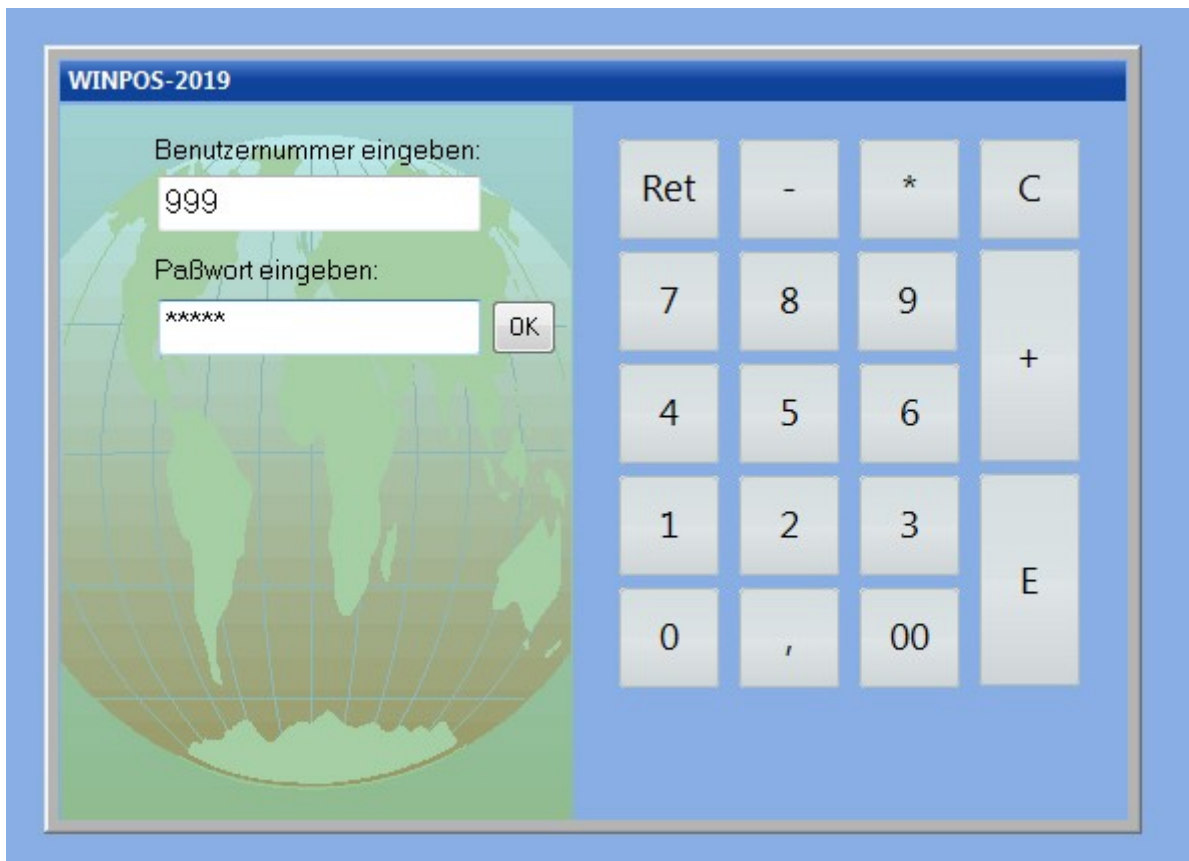 WINPOS-2019
Benutzernummer eingeben:
999
Paßwort eingeben:
*****
OK
Ret - * C
7 8 9 +
4 5 6
1 2 3 E
0 , 00